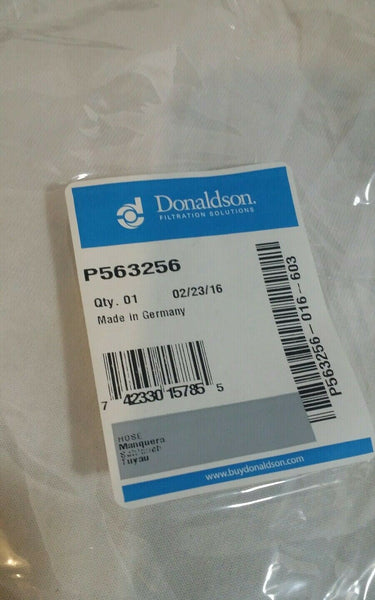 Donaldson.
FILTRATION SOLUTIONS
P563256
Qty. 01 02/23/16
Made in Germany
P563256-016-603
7 42330 15785 5
HOSE
Manquera
Tuyau
www.buydonaldson.com